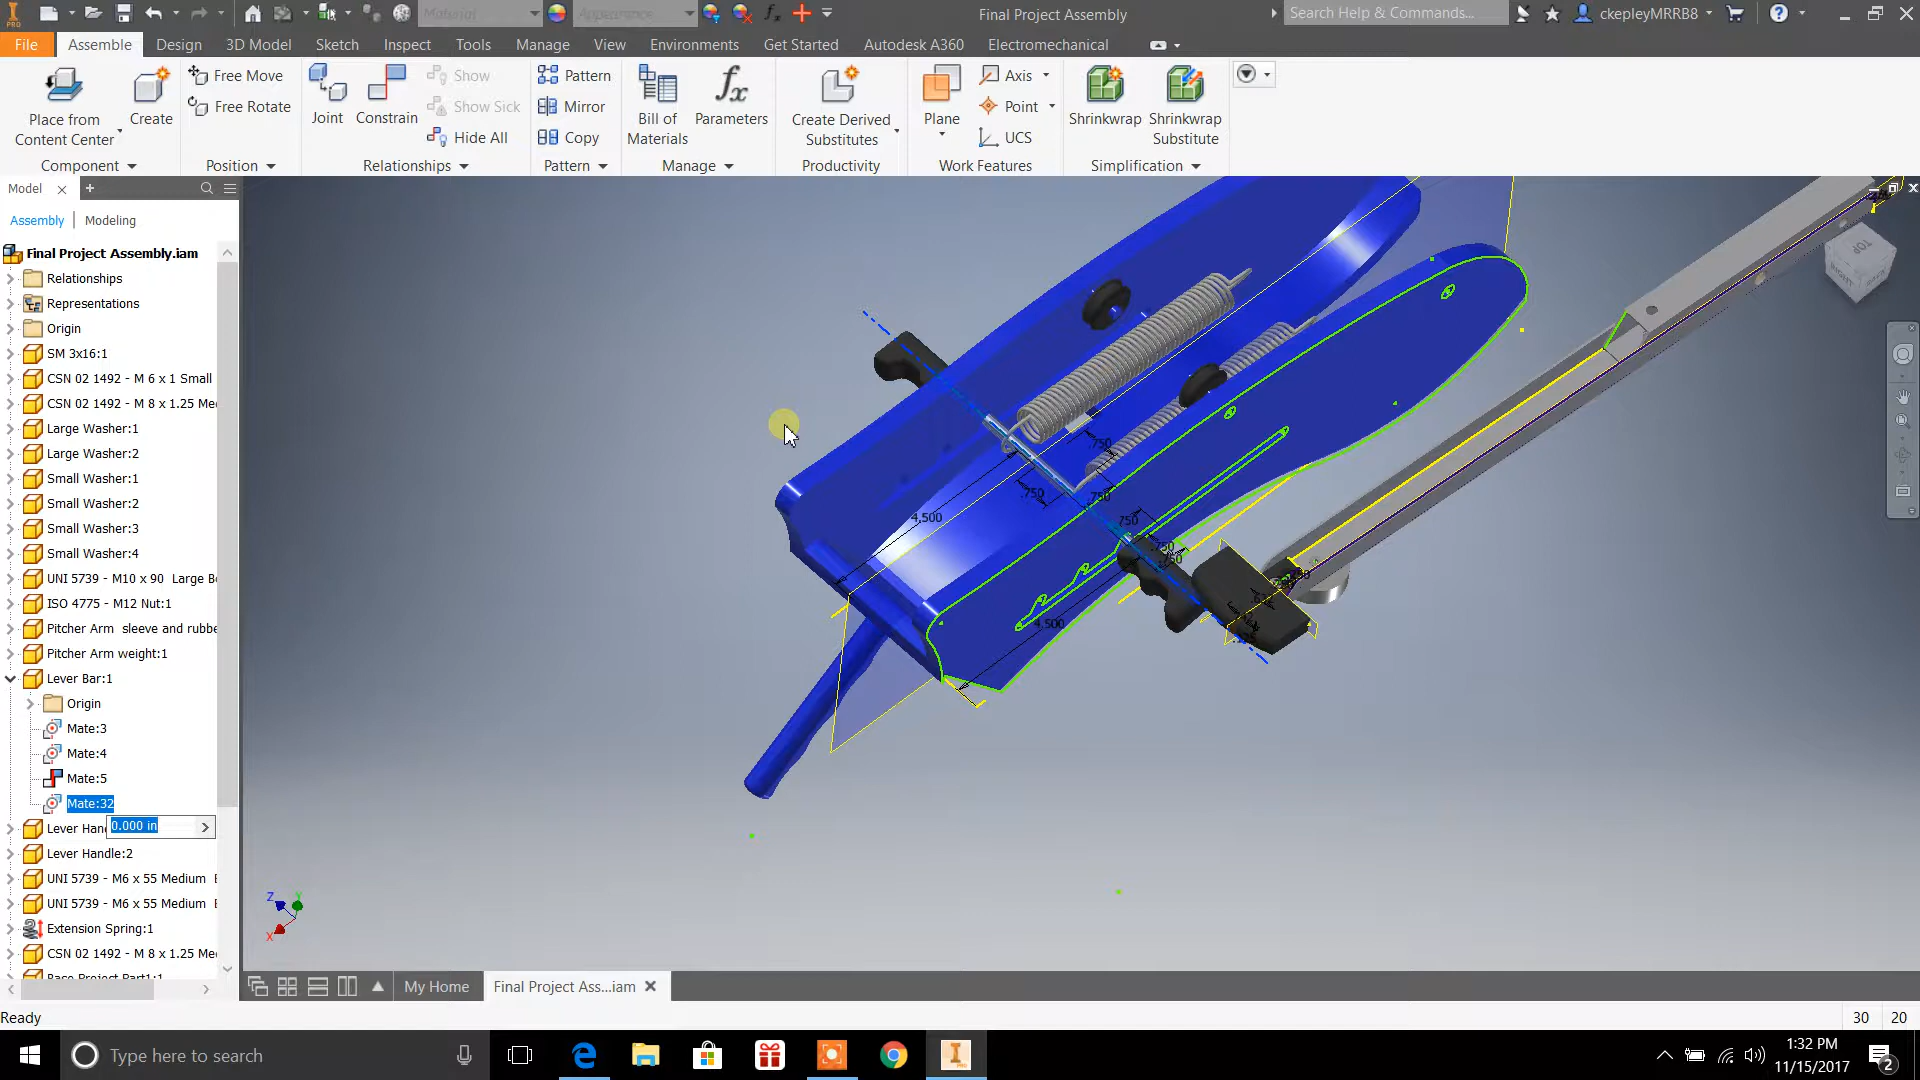 PRO
Material
Appearance
Final Project Assembly
Search Help & Commands...
ckepleyMRRB8
File
Assemble
Design
3D Model
Sketch
Inspect
Tools
Manage
View
Environments
Get Started
Autodesk A360
Electromechanical
Place from
Content Center
Create
Free Move
Free Rotate
Joint
Constrain
Show
Show Sick
Hide All
Pattern
Mirror
Copy
Bill of
Materials
Parameters
Create Derived
Substitutes
Plane
Axis
Point
UCS
Shrinkwrap
Shrinkwrap
Substitute
Component
Position
Relationships
Pattern
Manage
Productivity
Work Features
Simplification
Model
Assembly
Modeling
Final Project Assembly.iam
Relationships
Representations
Origin
SM 3x16:1
CSN 02 1492 - M 6 x 1 Small
CSN 02 1492 - M 8 x 1.25 Me
Large Washer:1
Large Washer:2
Small Washer:1
Small Washer:2
Small Washer:3
Small Washer:4
UNI 5739 - M10 x 90 Large B
ISO 4775 - M12 Nut:1
Pitcher Arm sleeve and rubbe
Pitcher Arm weight:1
Lever Bar:1
Origin
Mate:3
Mate:4
Mate:5
Mate:32
Lever Han
0.000 in
Lever Handle:2
UNI 5739 - M6 x 55 Medium
UNI 5739 - M6 x 55 Medium
Extension Spring:1
CSN 02 1492 - M 8 x 1.25 Me
TOP
.750
.750
.750
4.500
.750
.750
4.500
Z
Y
X
My Home
Final Project Ass...iam
Ready
30
20
Type here to search
1:32 PM
11/15/2017
2